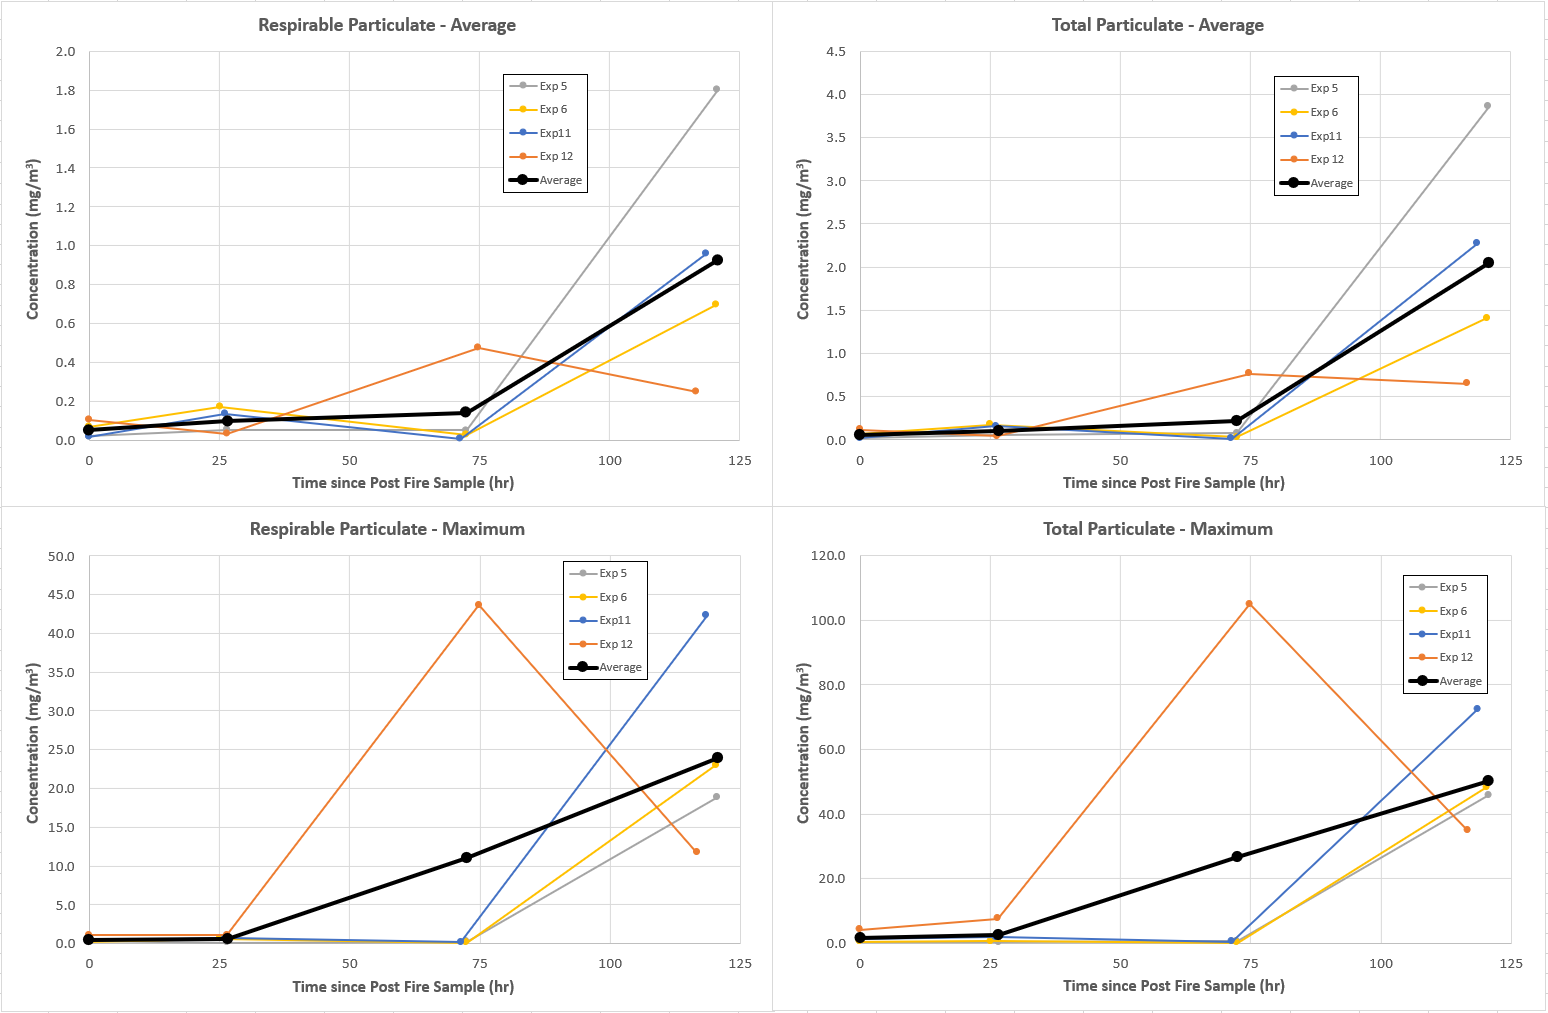 Respirable Particulate - Average
2.0
1.8
1.6
1.4
1.2
1.0
0.8
0.6
0.4
0.2
0.0
Concentration (mg/m³)
Exp 5
Exp 6
Exp11
Exp 12
Average
0 25 50 75 100 125
Time since Post Fire Sample (hr)
Total Particulate - Average
4.5
4.0
3.5
3.0
2.5
2.0
1.5
1.0
0.5
0.0
Concentration (mg/m³)
Exp 5
Exp 6
Exp11
Exp 12
Average
0 25 50 75 100 125
Time since Post Fire Sample (hr)
Respirable Particulate - Maximum
50.0
45.0
40.0
35.0
30.0
25.0
20.0
15.0
10.0
5.0
0.0
Concentration (mg/m³)
Exp 5
Exp 6
Exp11
Exp 12
Average
0 25 50 75 100 125
Time since Post Fire Sample (hr)
Total Particulate - Maximum
120.0
100.0
80.0
60.0
40.0
20.0
0.0
Concentration (mg/m³)
Exp 5
Exp 6
Exp11
Exp 12
Average
0 25 50 75 100 125
Time since Post Fire Sample (hr)